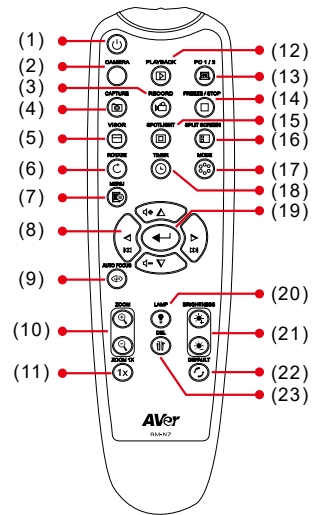 (1)
(2)
(3)
(4)
(5)
(6)
(7)
(8)
(9)
(10)
(11)
CAMERA
PLAYBACK
PC 1 / 2
CAPTURE
RECORD
FREEZE / STOP
VISOR
SPOTLIGHT
SPLIT SCREEN
ROTATE
TIMER
MODE
MENU
AUTO FOCUS
ZOOM
LAMP
BRIGHTNESS
DEL
ZOOM 1X
1x
DEFAULT
AVer
RM-N7
(12)
(13)
(14)
(15)
(16)
(17)
(18)
(19)
(20)
(21)
(22)
(23)